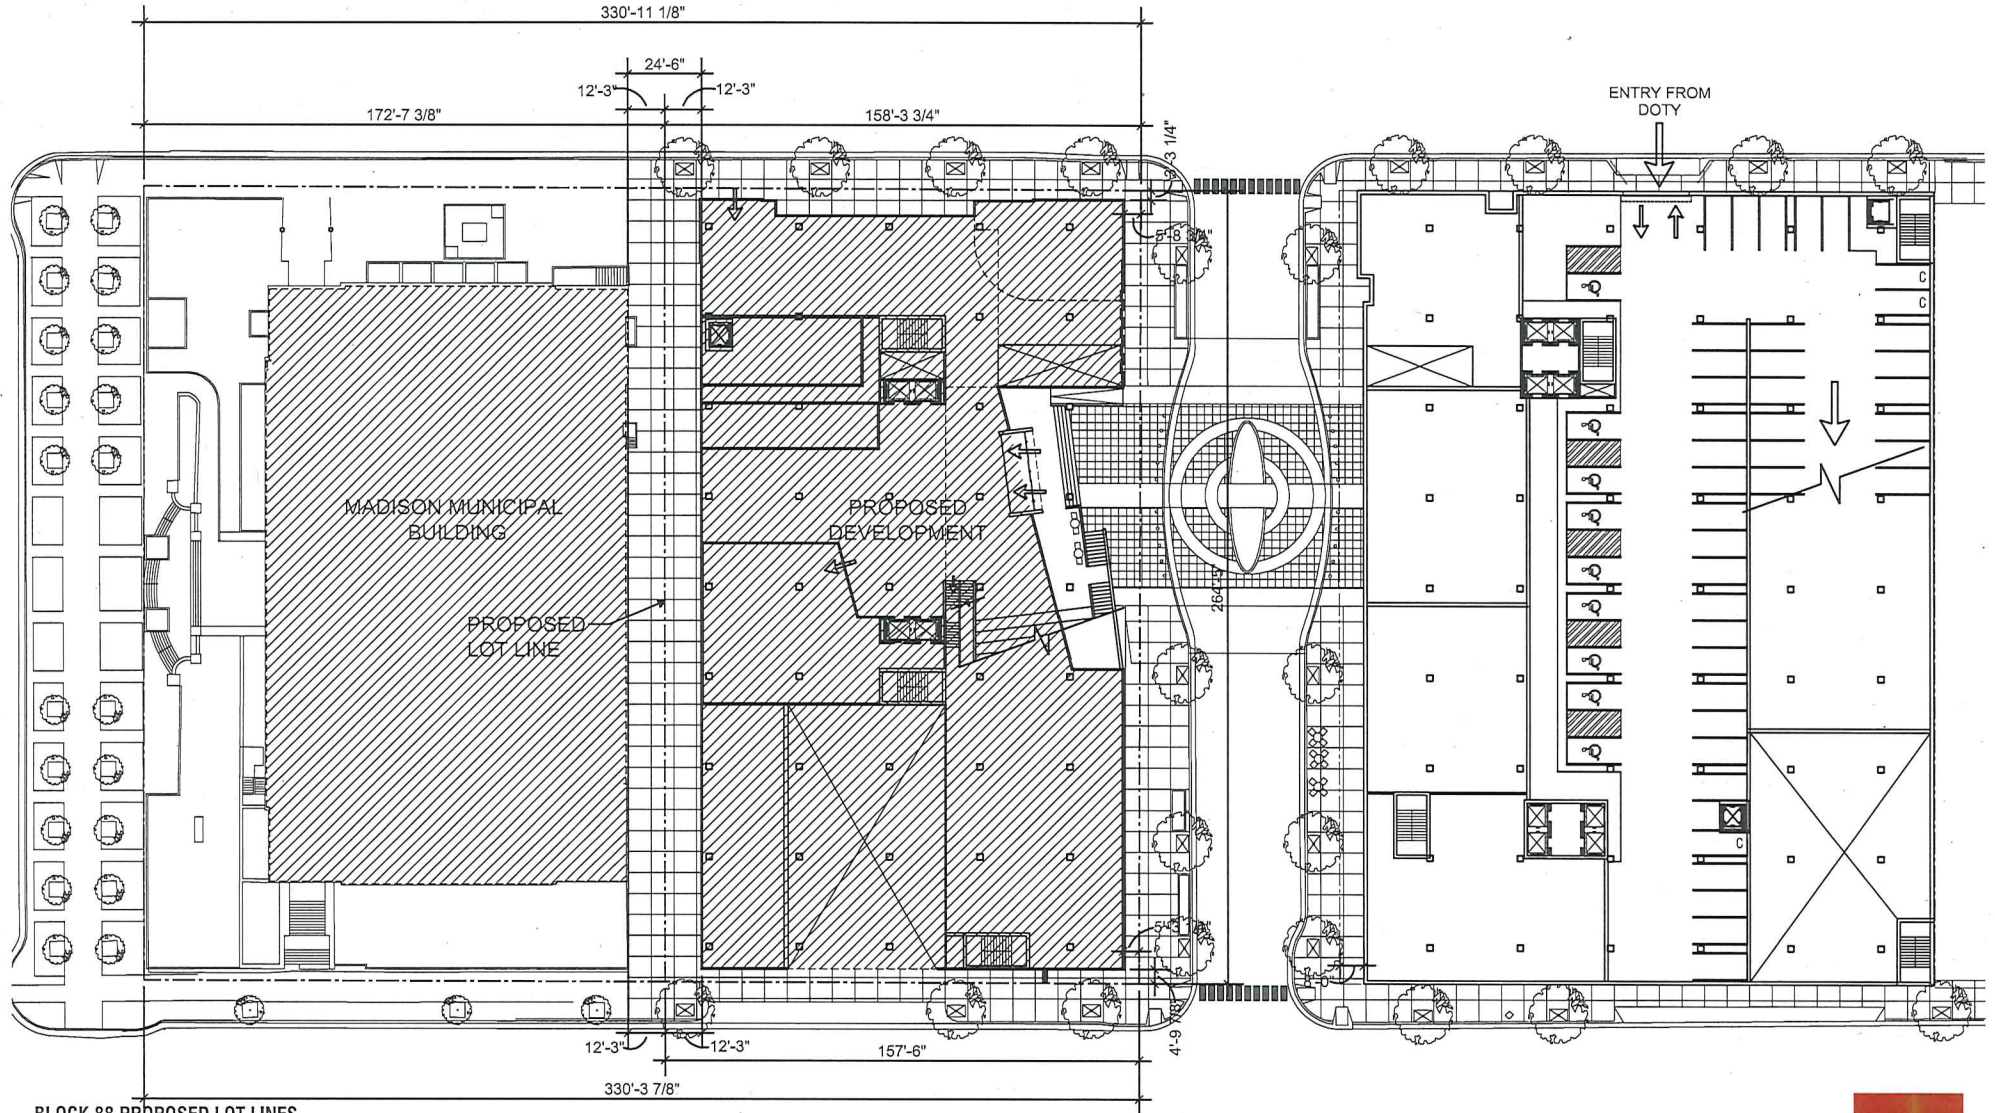 330'-11 1/8"
24'-6"
12'-3"
12'-3"
172'-7 3/8"
158'-3 3/4"
ENTRY FROM
DOTY
C
C
MADISON MUNICIPAL
BUILDING
PROPOSED
DEVELOPMENT
264'-5"
PROPOSED
LOT LINE
C
12'-3"
12'-3"
157'-6"
330'-3 7/8"
BLOCK 88 PROPOSED LOT LINES